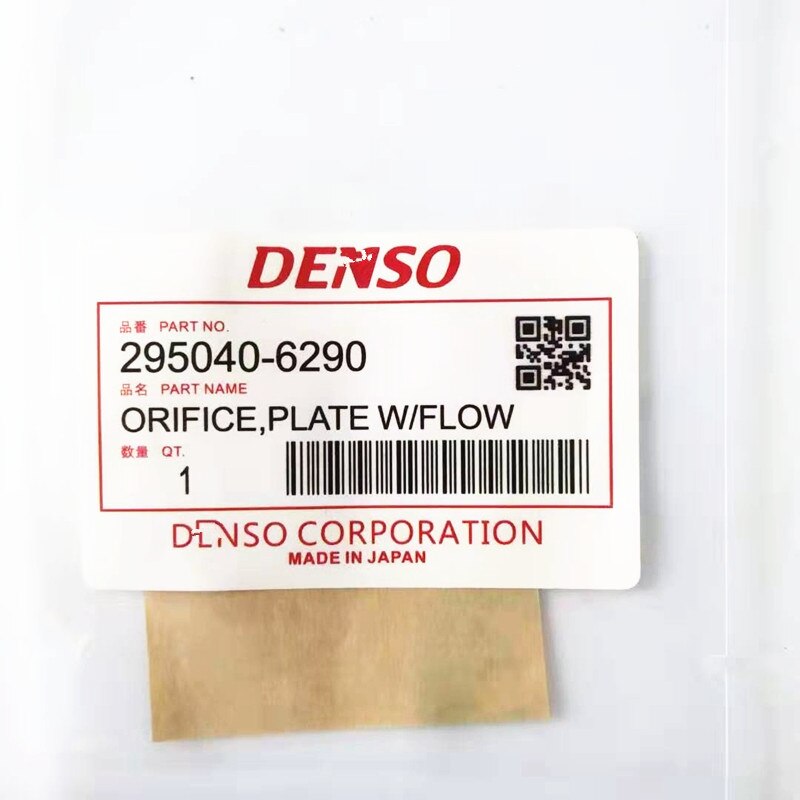 DENSO
品番 PART NO.
295040-6290
品名 PART NAME
ORIFICE,PLATE W/FLOW
数量 QT.
1
DENSO CORPORATION
MADE IN JAPAN